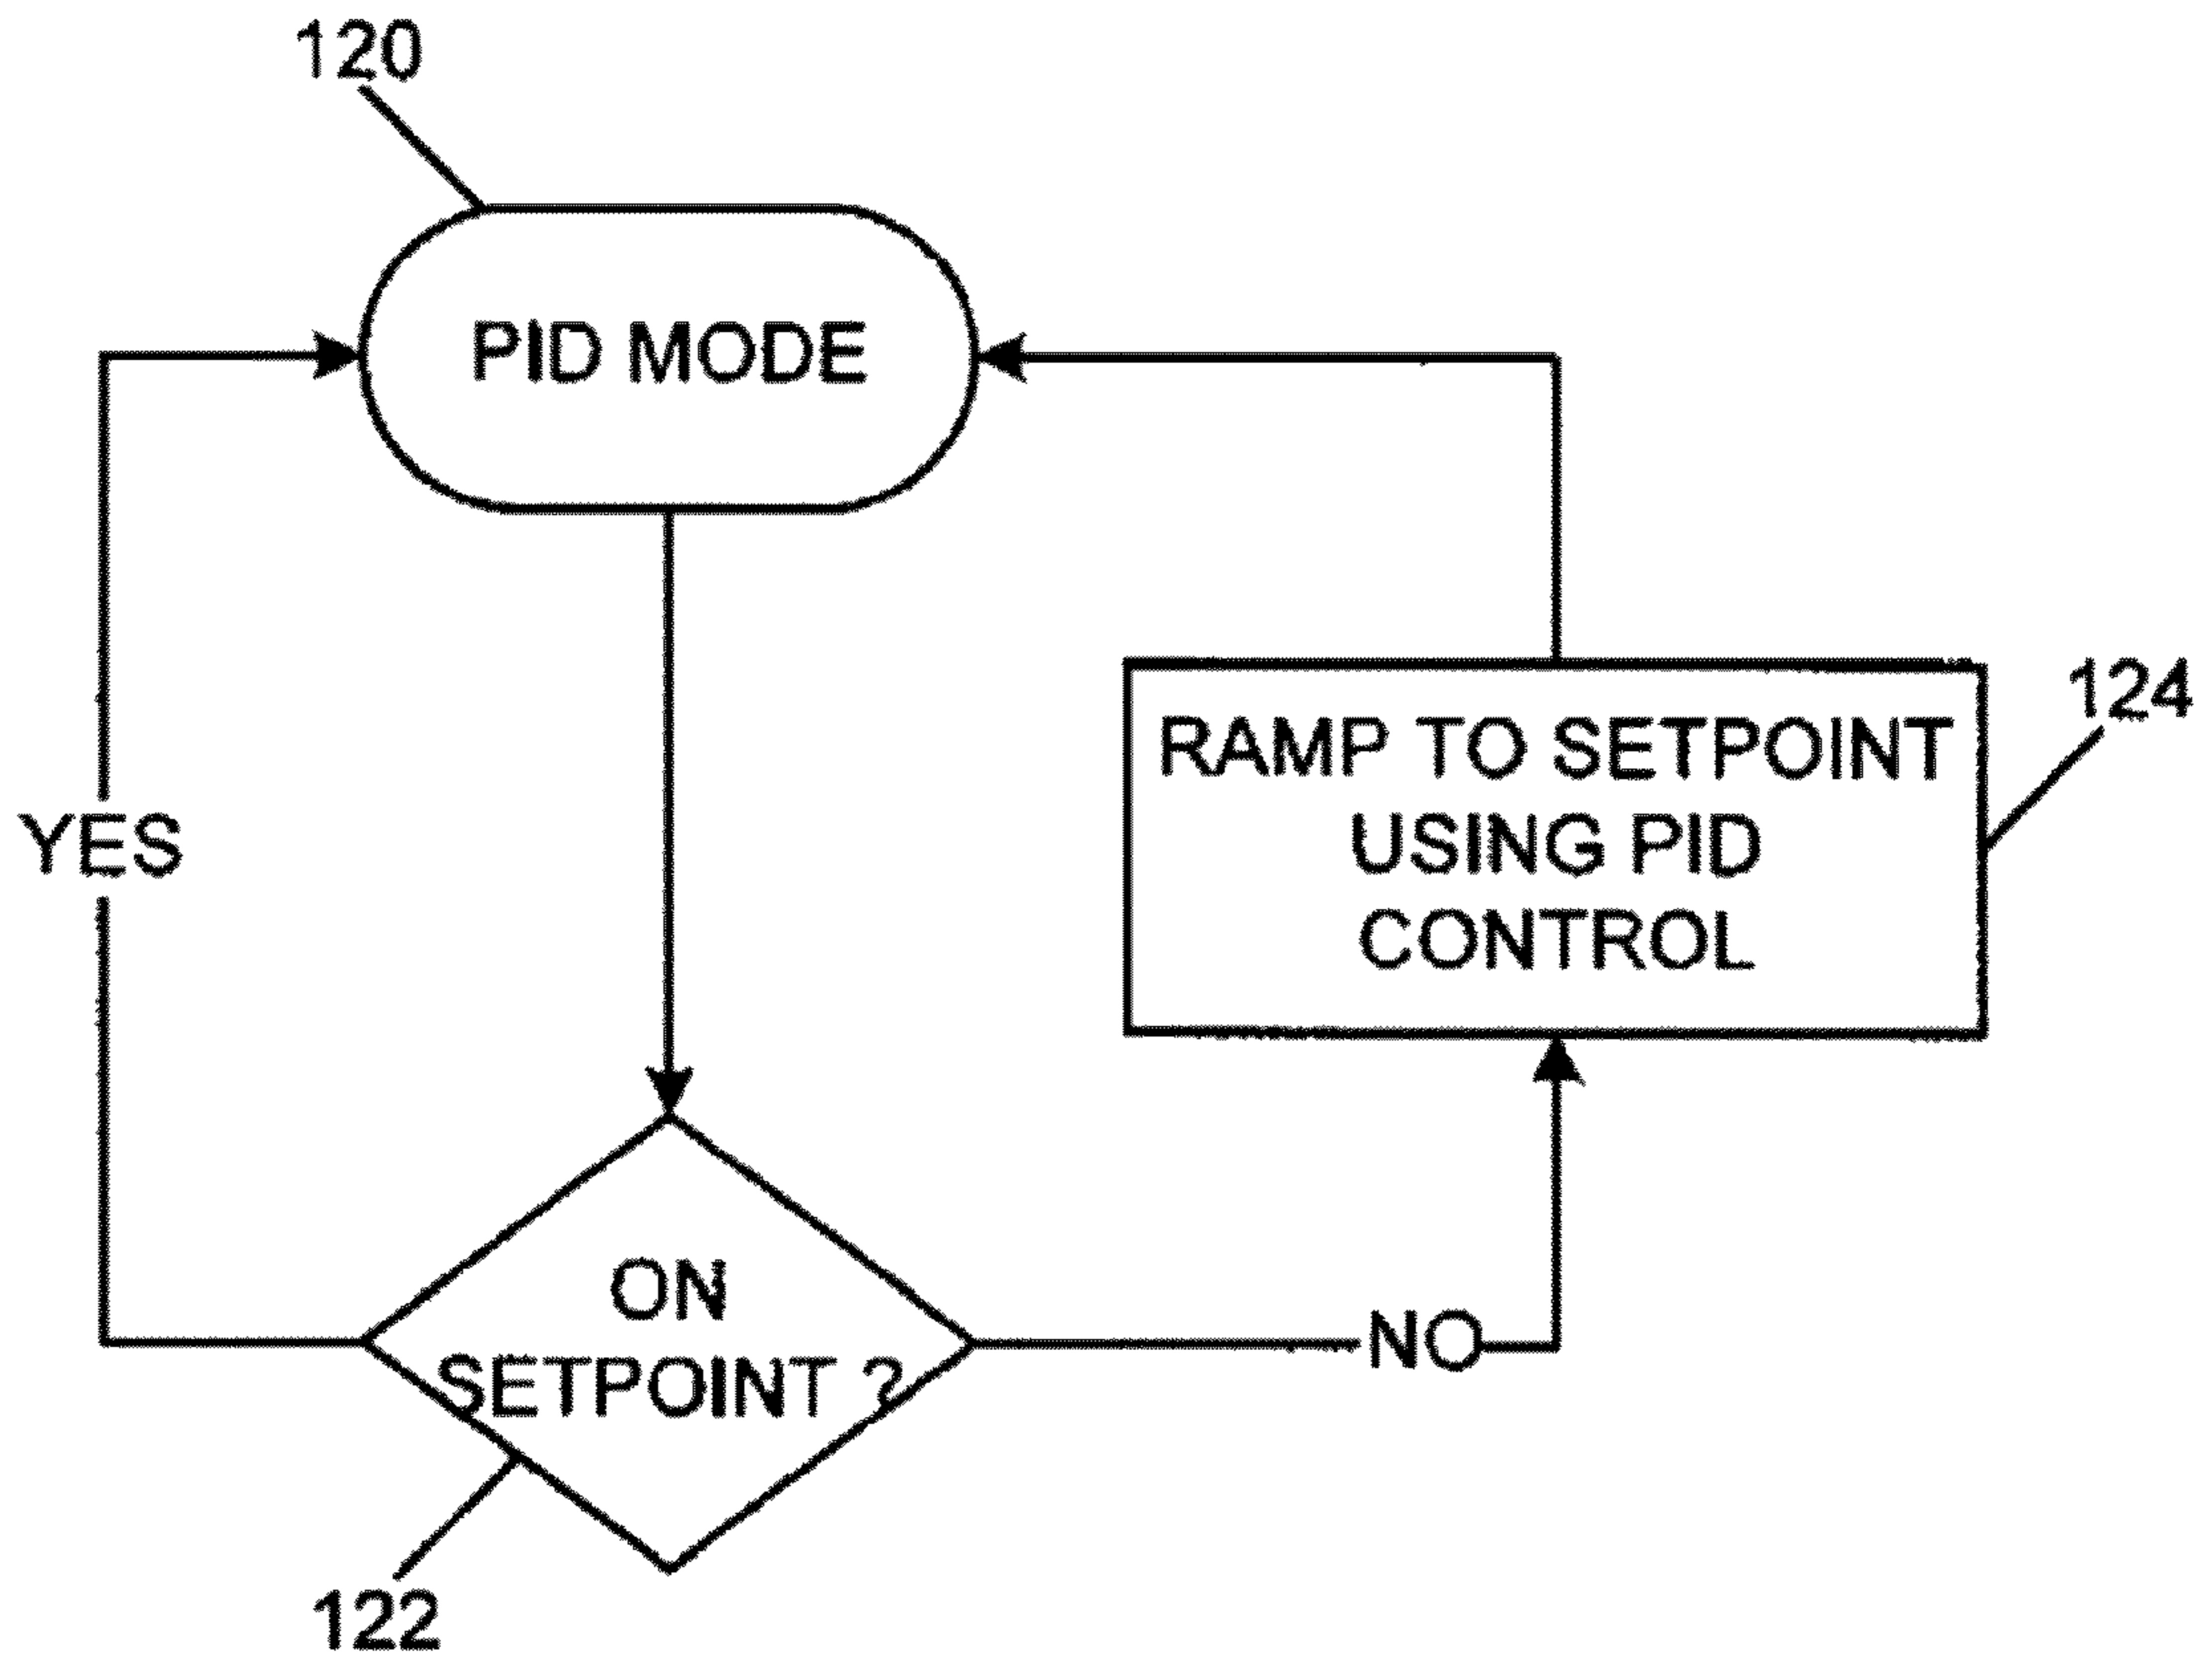 120
PID MODE
RAMP TO SETPOINT
USING PID
CONTROL
124
YES
ON
SETPOINT ?
NO
122